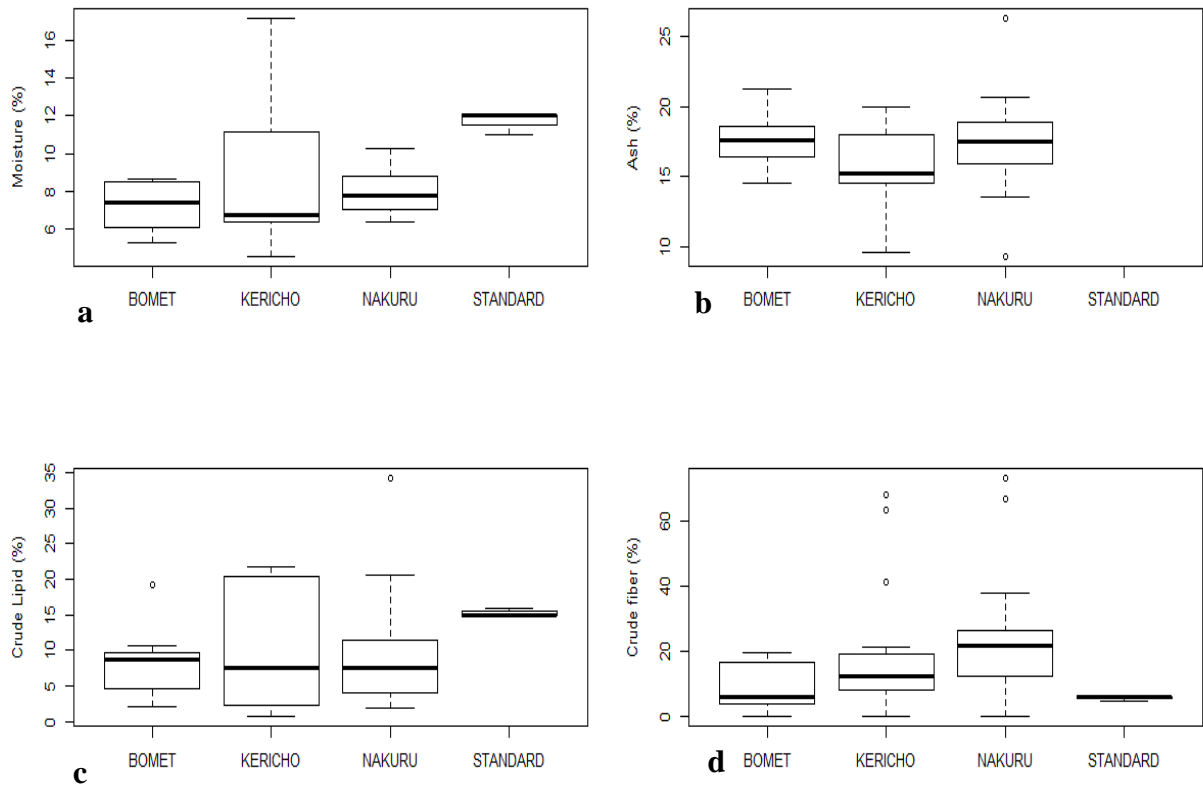 Moisture (%)
16
14
12
10
8
6
BOMET KERICHO NAKURU STANDARD
a
Ash (%)
25
20
15
10
BOMET KERICHO NAKURU STANDARD
b
Crude Lipid (%)
35
30
25
20
15
10
5
0
BOMET KERICHO NAKURU STANDARD
c
Crude fiber (%)
60
40
20
0
BOMET KERICHO NAKURU STANDARD
d